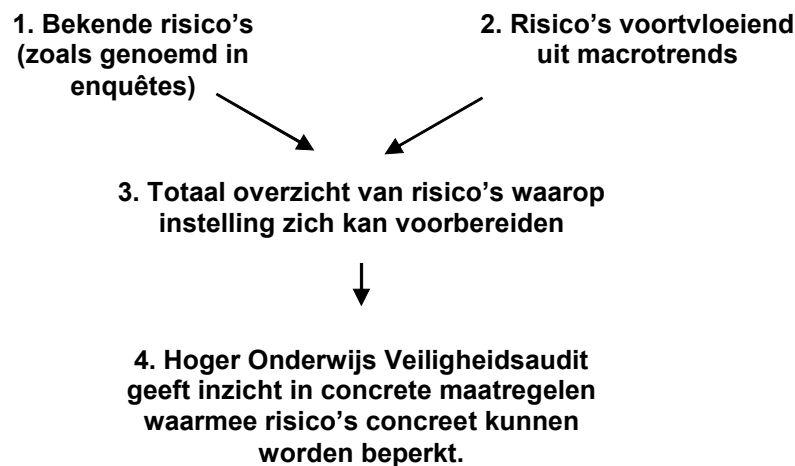 1. Bekende risico’s
(zoals genoemd in
enquêtes)
2. Risico’s voortvloeiend
uit macrotrends
3. Totaal overzicht van risico’s waarop
instelling zich kan voorbereiden
4. Hoger Onderwijs Veiligheidsaudit
geeft inzicht in concrete maatregelen
waarmee risico’s concreet kunnen
worden beperkt.